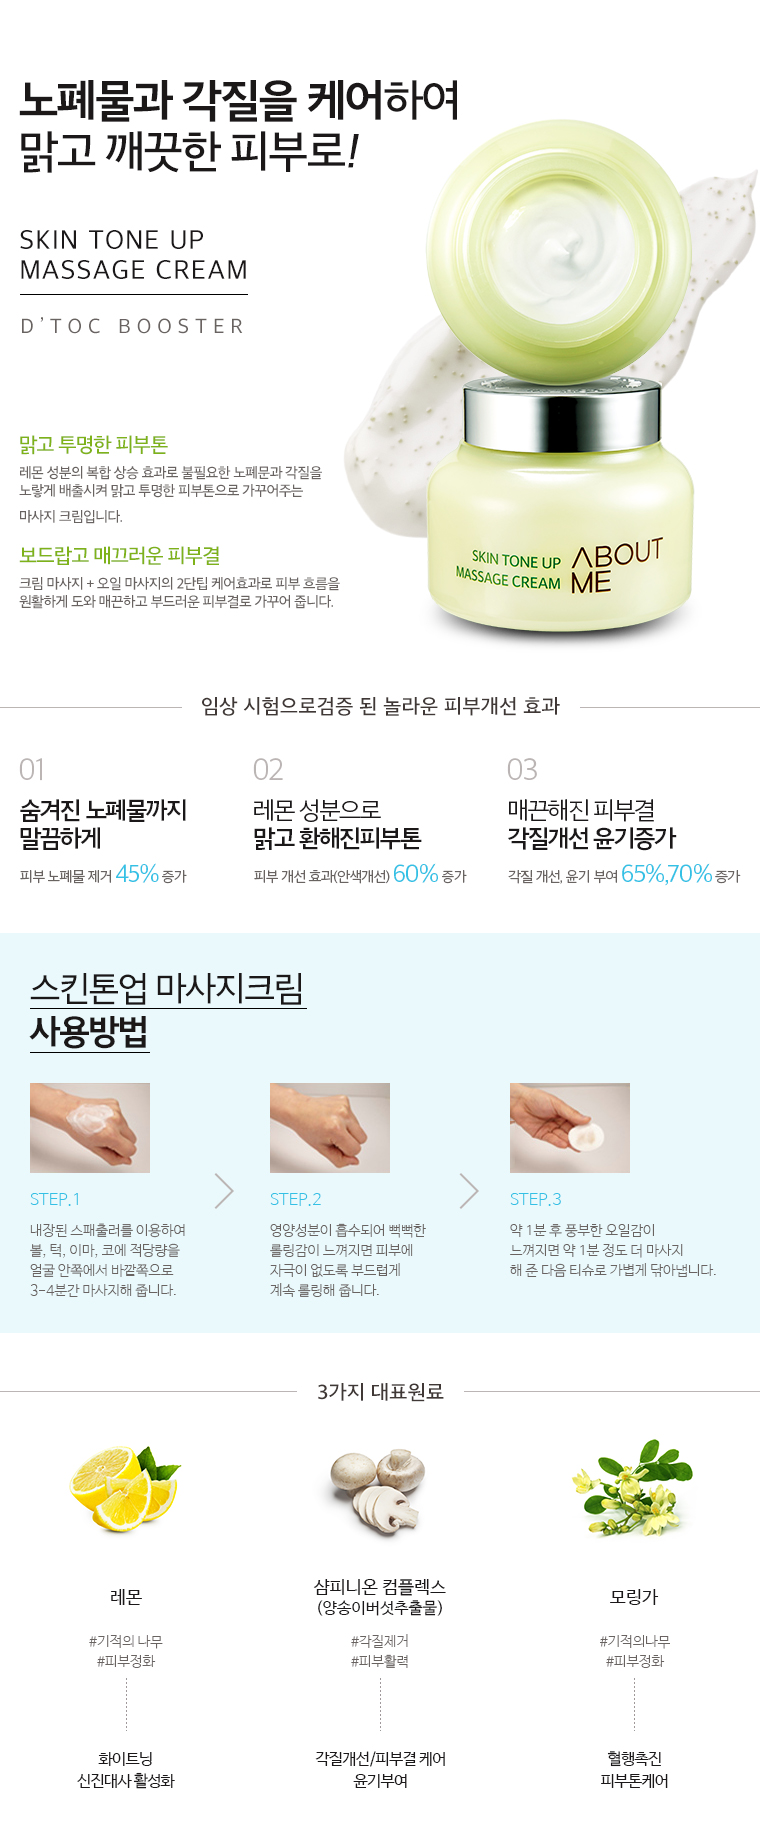 노폐물과 각질을 케어하여
맑고 깨끗한 피부로!
SKIN TONE UP
MASSAGE CREAM
D'TOC BOOSTER
맑고 투명한 피부톤
레몬 성분의 복합 상승 효과로 불필요한 노폐문과 각질을
노랗게 배출시켜 맑고 투명한 피부톤으로 가꾸어주는
마사지 크림입니다.
보드랍고 매끄러운 피부결
크림 마사지 + 오일 마사지의 2단팁 케어효과로 피부 흐름을
원활하게 도와 매끈하고 부드러운 피부결로 가꾸어 줍니다.
SKIN TONE UP
MASSAGE CREAM
ABOUT
ME
임상 시험으로검증 된 놀라운 피부개선 효과
01
숨겨진 노폐물까지
말끔하게
피부 노폐물 제거 45% 증가
02
레몬 성분으로
맑고 환해진피부톤
피부 개선 효과(안색개선) 60% 증가
03
매끈해진 피부결
각질개선 윤기증가
각질 개선, 윤기 부여 65%,70% 증가
스킨톤업 마사지크림
사용방법
STEP.1
내장된 스패출러를 이용하여
볼, 턱, 이마, 코에 적당량을
얼굴 안쪽에서 바깥쪽으로
3-4분간 마사지해 줍니다.
STEP.2
영양성분이 흡수되어 뻑뻑한
롤링감이 느껴지면 피부에
자극이 없도록 부드럽게
계속 롤링해 줍니다.
STEP.3
약 1분 후 풍부한 오일감이
느껴지면 약 1분 정도 더 마사지
해 준 다음 티슈로 가볍게 닦아냅니다.
3가지 대표원료
레몬
#기적의 나무
#피부정화
화이트닝
신진대사 활성화
샴피니온 컴플렉스
(양송이버섯추출물)
#각질제거
#피부활력
각질개선/피부결 케어
윤기부여
모링가
#기적의나무
#피부정화
혈행촉진
피부톤케어